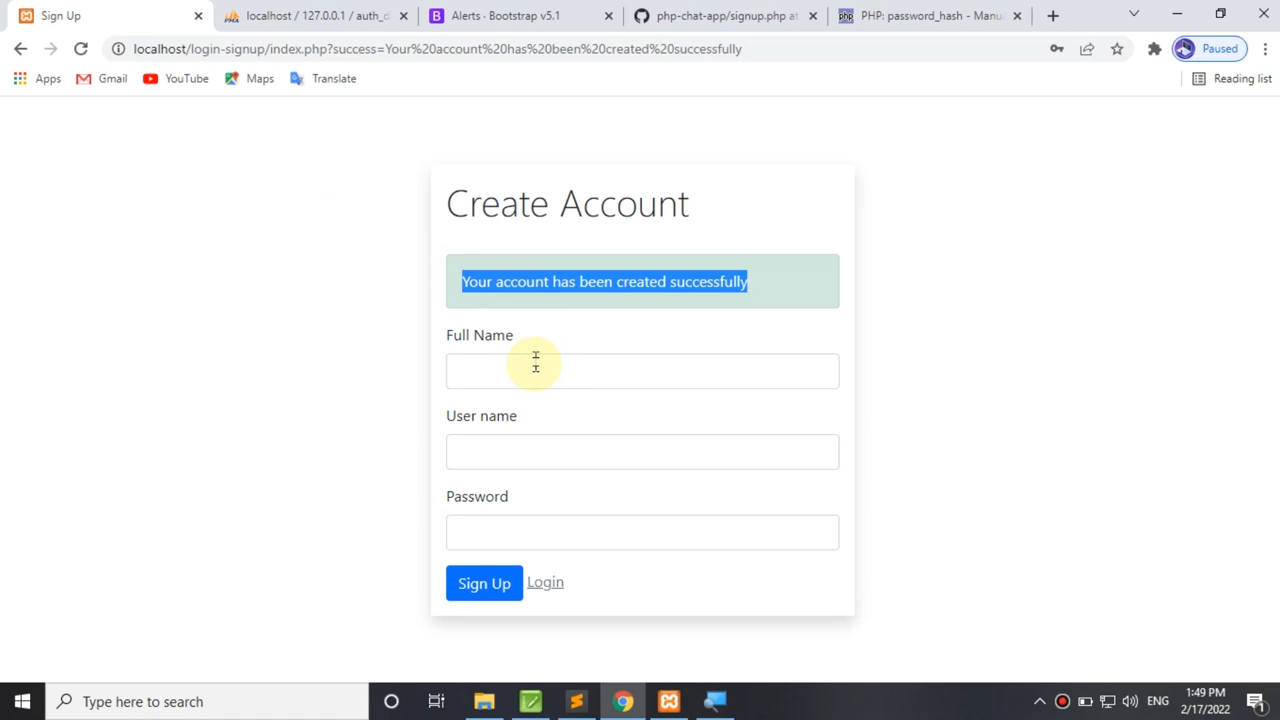 Sign Up
localhost / 127.0.0.1 / auth_d
Alerts · Bootstrap v5.1
php-chat-app/signup.php at
PHP: password_hash - Manu
localhost/login-signup/index.php?success=Your%20account%20has%20been%20created%20successfully
Paused
Apps
Gmail
YouTube
Maps
Translate
Reading list
Create Account
Your account has been created successfully
Full Name
User name
Password
Sign Up Login
Type here to search
ENG
1:49 PM
2/17/2022
1